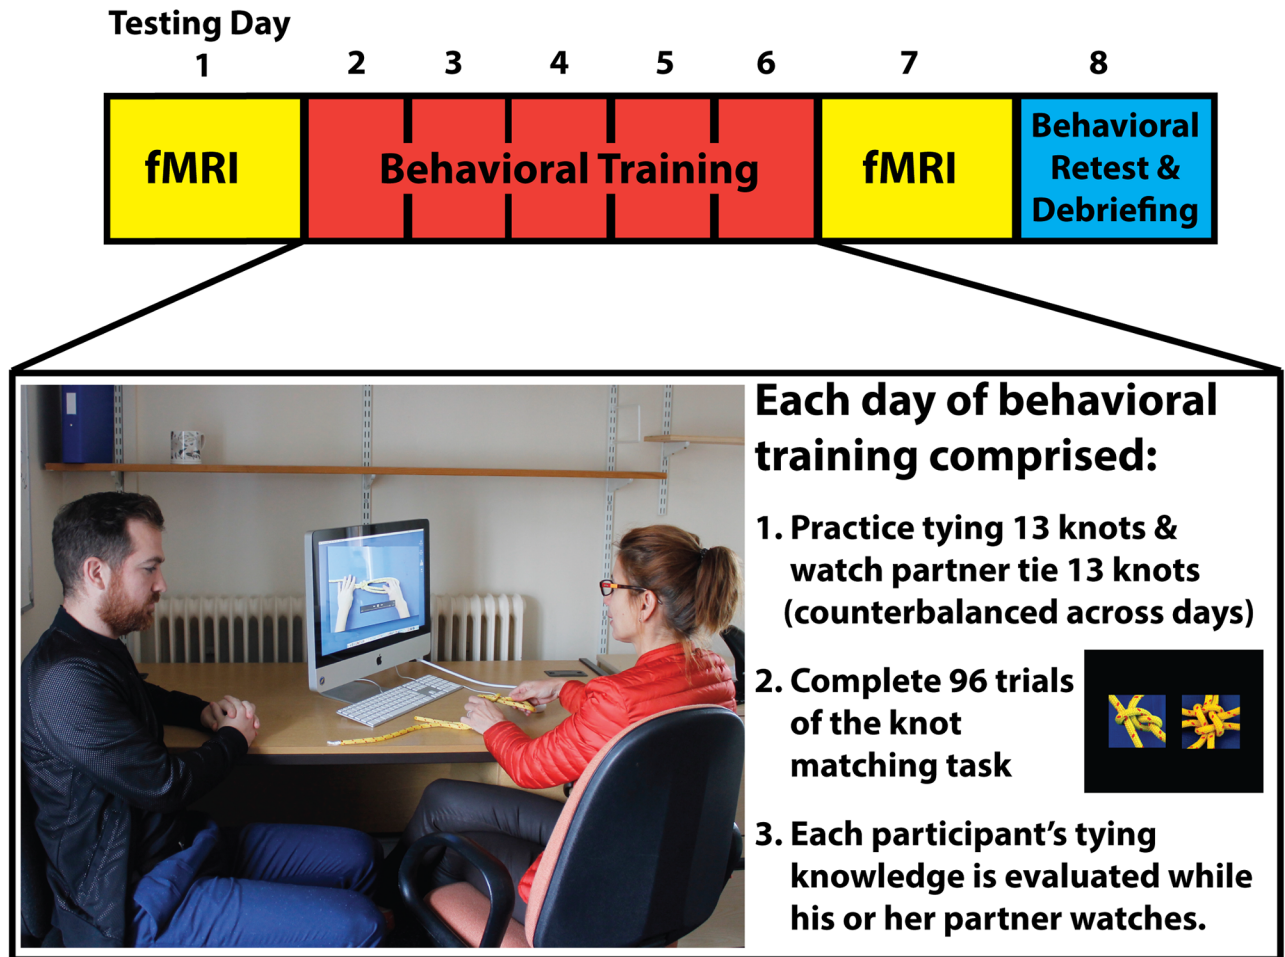 Testing Day
1 2 3 4 5 6 7 8
fMRI
Behavioral Training
fMRI
Behavioral
Retest &
Debriefing
Each day of behavioral
training comprised:
1. Practice tying 13 knots &
watch partner tie 13 knots
(counterbalanced across days)
2. Complete 96 trials
of the knot
matching task
3. Each participant’s tying
knowledge is evaluated while
his or her partner watches.